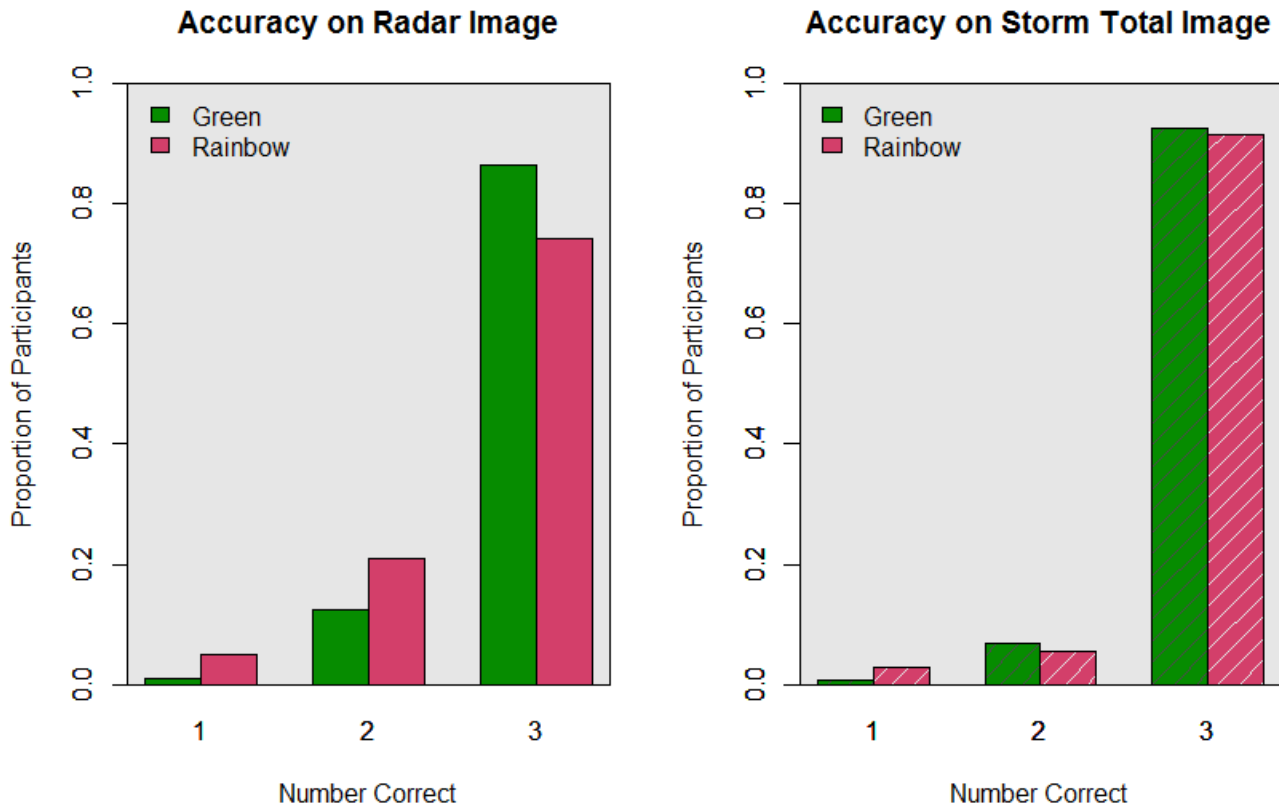 Accuracy on Radar Image
Green
Rainbow
1.0
0.8
0.6
0.4
0.2
0.0
Proportion of Participants
1 2 3
Number Correct
Accuracy on Storm Total Image
Green
Rainbow
1.0
0.8
0.6
0.4
0.2
0.0
Proportion of Participants
1 2 3
Number Correct